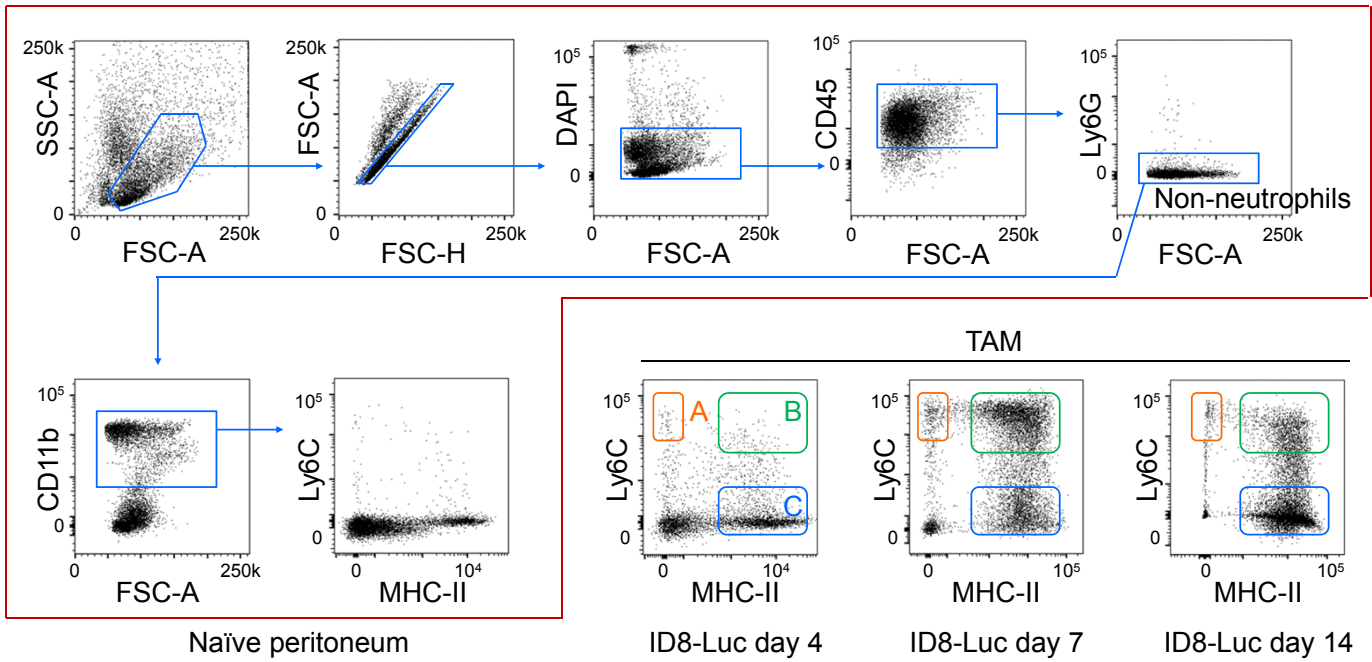 250k
SSC-A
0
0
250k
FSC-A
250k
FSC-A
0
0
250k
FSC-H
10⁵
DAPI
0
0
250k
FSC-A
10⁵
CD45
0
0
250k
FSC-A
10⁵
Ly6G
0
Non-neutrophils
0
250k
FSC-A
10⁵
CD11b
0
0
250k
FSC-A
10⁵
Ly6C
0
0
10⁴
MHC-II
Naïve peritoneum
TAM
10⁵
Ly6C
0
A
B
C
0
10⁴
MHC-II
ID8-Luc day 4
10⁵
Ly6C
0
0
10⁵
MHC-II
ID8-Luc day 7
10⁵
Ly6C
0
0
10⁵
MHC-II
ID8-Luc day 14